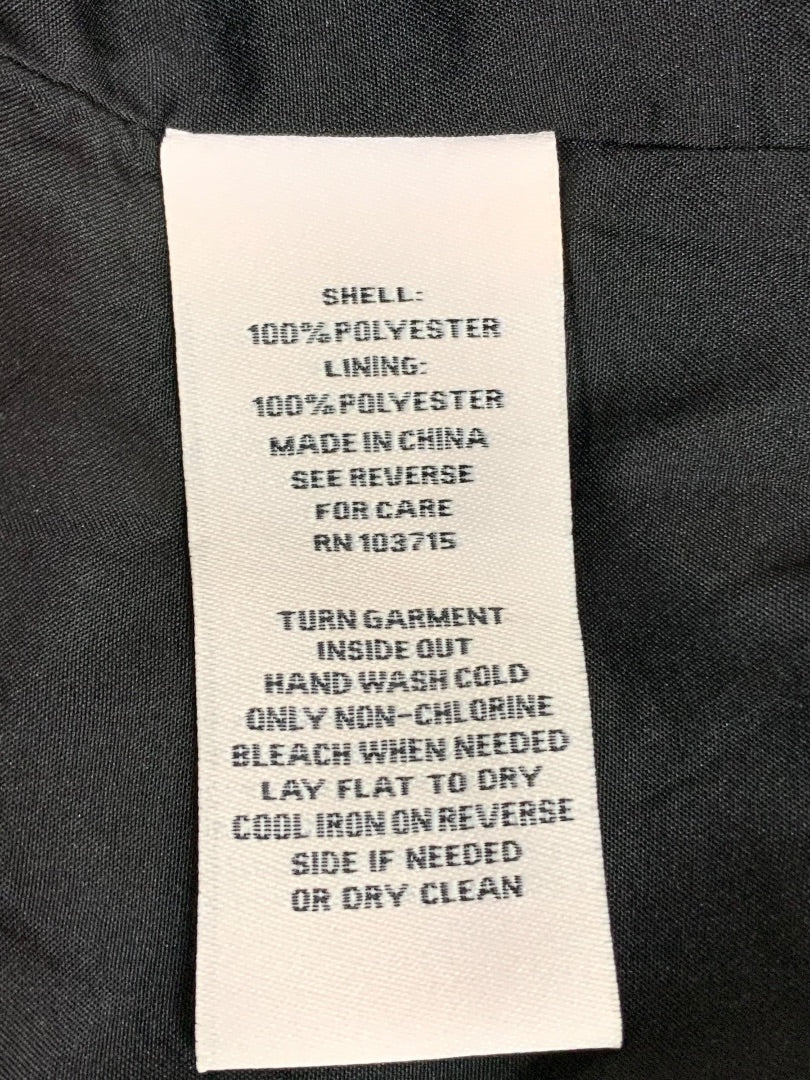 SHELL:
100% POLYESTER
LINING:
100% POLYESTER
MADE IN CHINA
SEE REVERSE
FOR CARE
RN 103715
TURN GARMENT
INSIDE OUT
HAND WASH COLD
ONLY NON-CHLORINE
BLEACH WHEN NEEDED
LAY FLAT TO DRY
COOL IRON ON REVERSE
SIDE IF NEEDED
OR DRY CLEAN